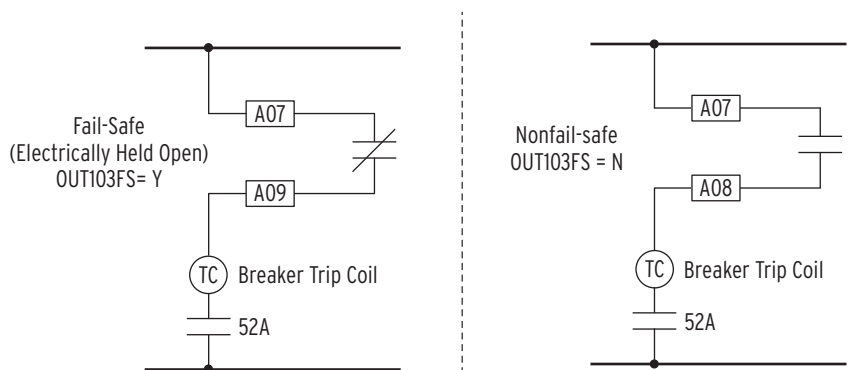 Fail-Safe
(Electrically Held Open)
OUT103FS= Y
A07
A09
TC
Breaker Trip Coil
52A
Nonfail-safe
OUT103FS = N
A07
A08
TC
Breaker Trip Coil
52A